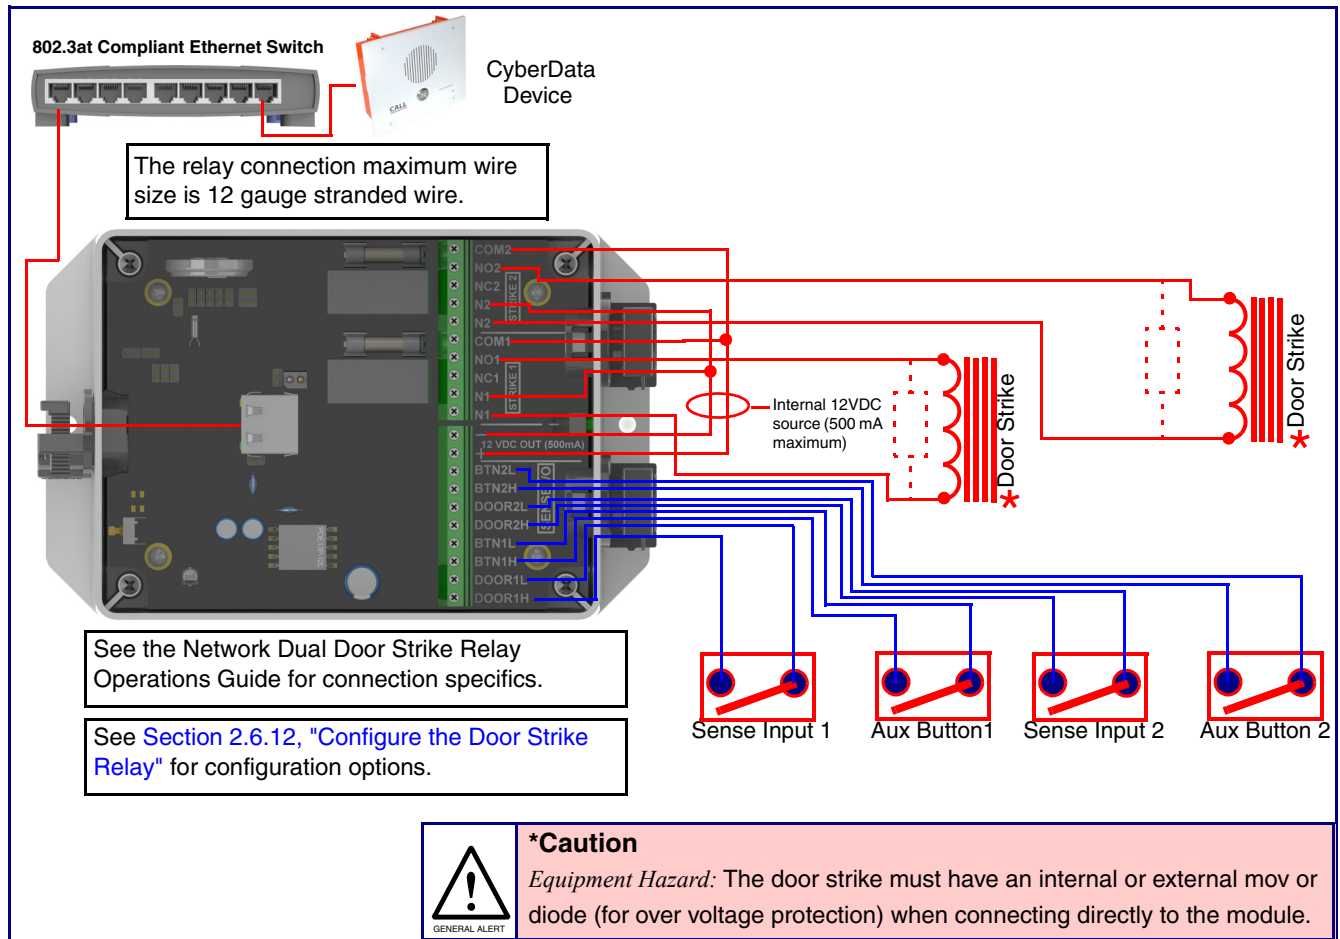 802.3at Compliant Ethernet Switch
CALL
CyberData
Device
The relay connection maximum wire
size is 12 gauge stranded wire.
COM2
NO2
NC2
N2
N2
STRIKE 2
COM1
NO1
NC1
N1
N1
STRIKE 1
-
12 VDC OUT (500mA)
+
BTN2L
BTN2H
DOOR2L
DOOR2H
BTN1L
BTN1H
DOOR1L
DOOR1H
Internal 12VDC
source (500 mA
maximum)
*Door Strike
*Door Strike
Sense Input 1
Aux Button1
Sense Input 2
Aux Button 2
See the Network Dual Door Strike Relay
Operations Guide for connection specifics.
See Section 2.6.12, "Configure the Door Strike
Relay" for configuration options.
GENERAL ALERT
*Caution
Equipment Hazard: The door strike must have an internal or external mov or
diode (for over voltage protection) when connecting directly to the module.